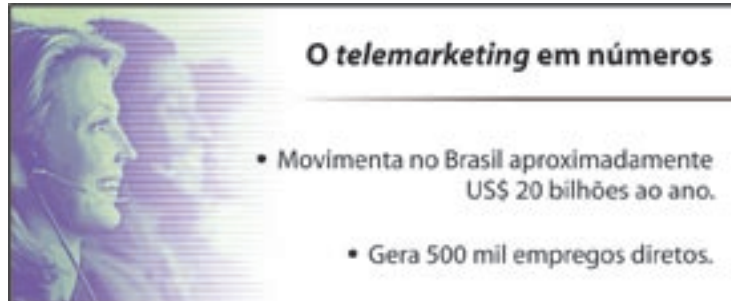 O telemarketing em números
• Movimenta no Brasil aproximadamente
US$ 20 bilhões ao ano.
• Gera 500 mil empregos diretos.